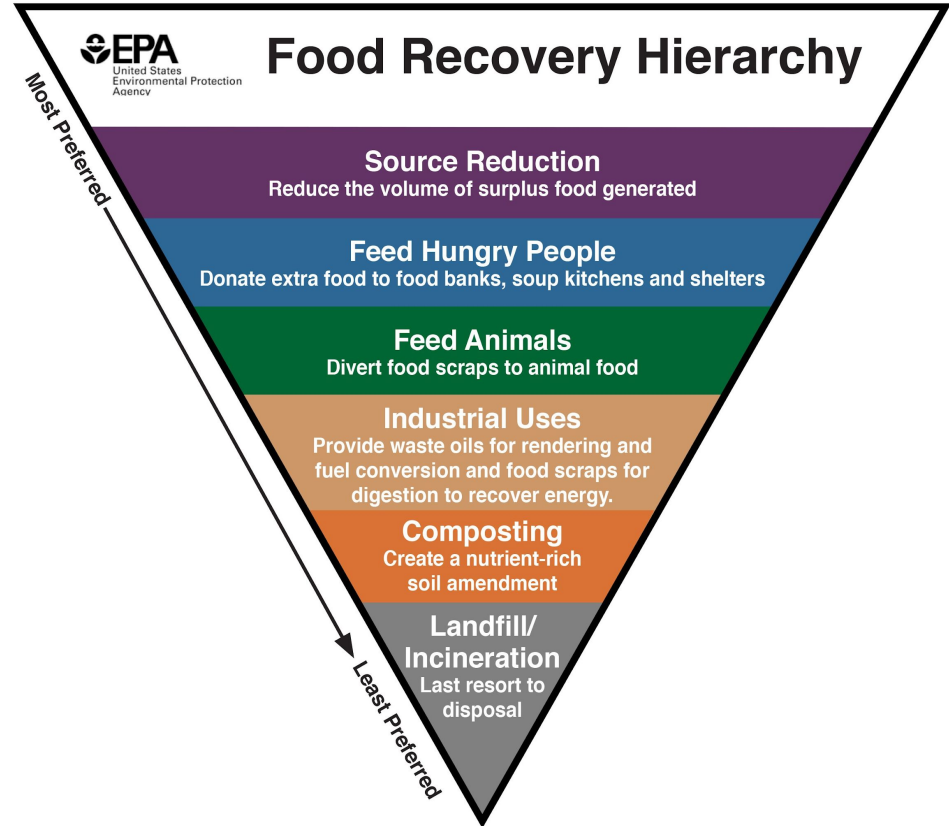 EPA
United States
Environmental Protection
Agency
Food Recovery Hierarchy
Most Preferred
Source Reduction
Reduce the volume of surplus food generated
Feed Hungry People
Donate extra food to food banks, soup kitchens and shelters
Feed Animals
Divert food scraps to animal food
Industrial Uses
Provide waste oils for rendering and
fuel conversion and food scraps for
digestion to recover energy.
Composting
Create a nutrient-rich
soil amendment
Landfill/
Incineration
Last resort to
disposal
Least Preferred